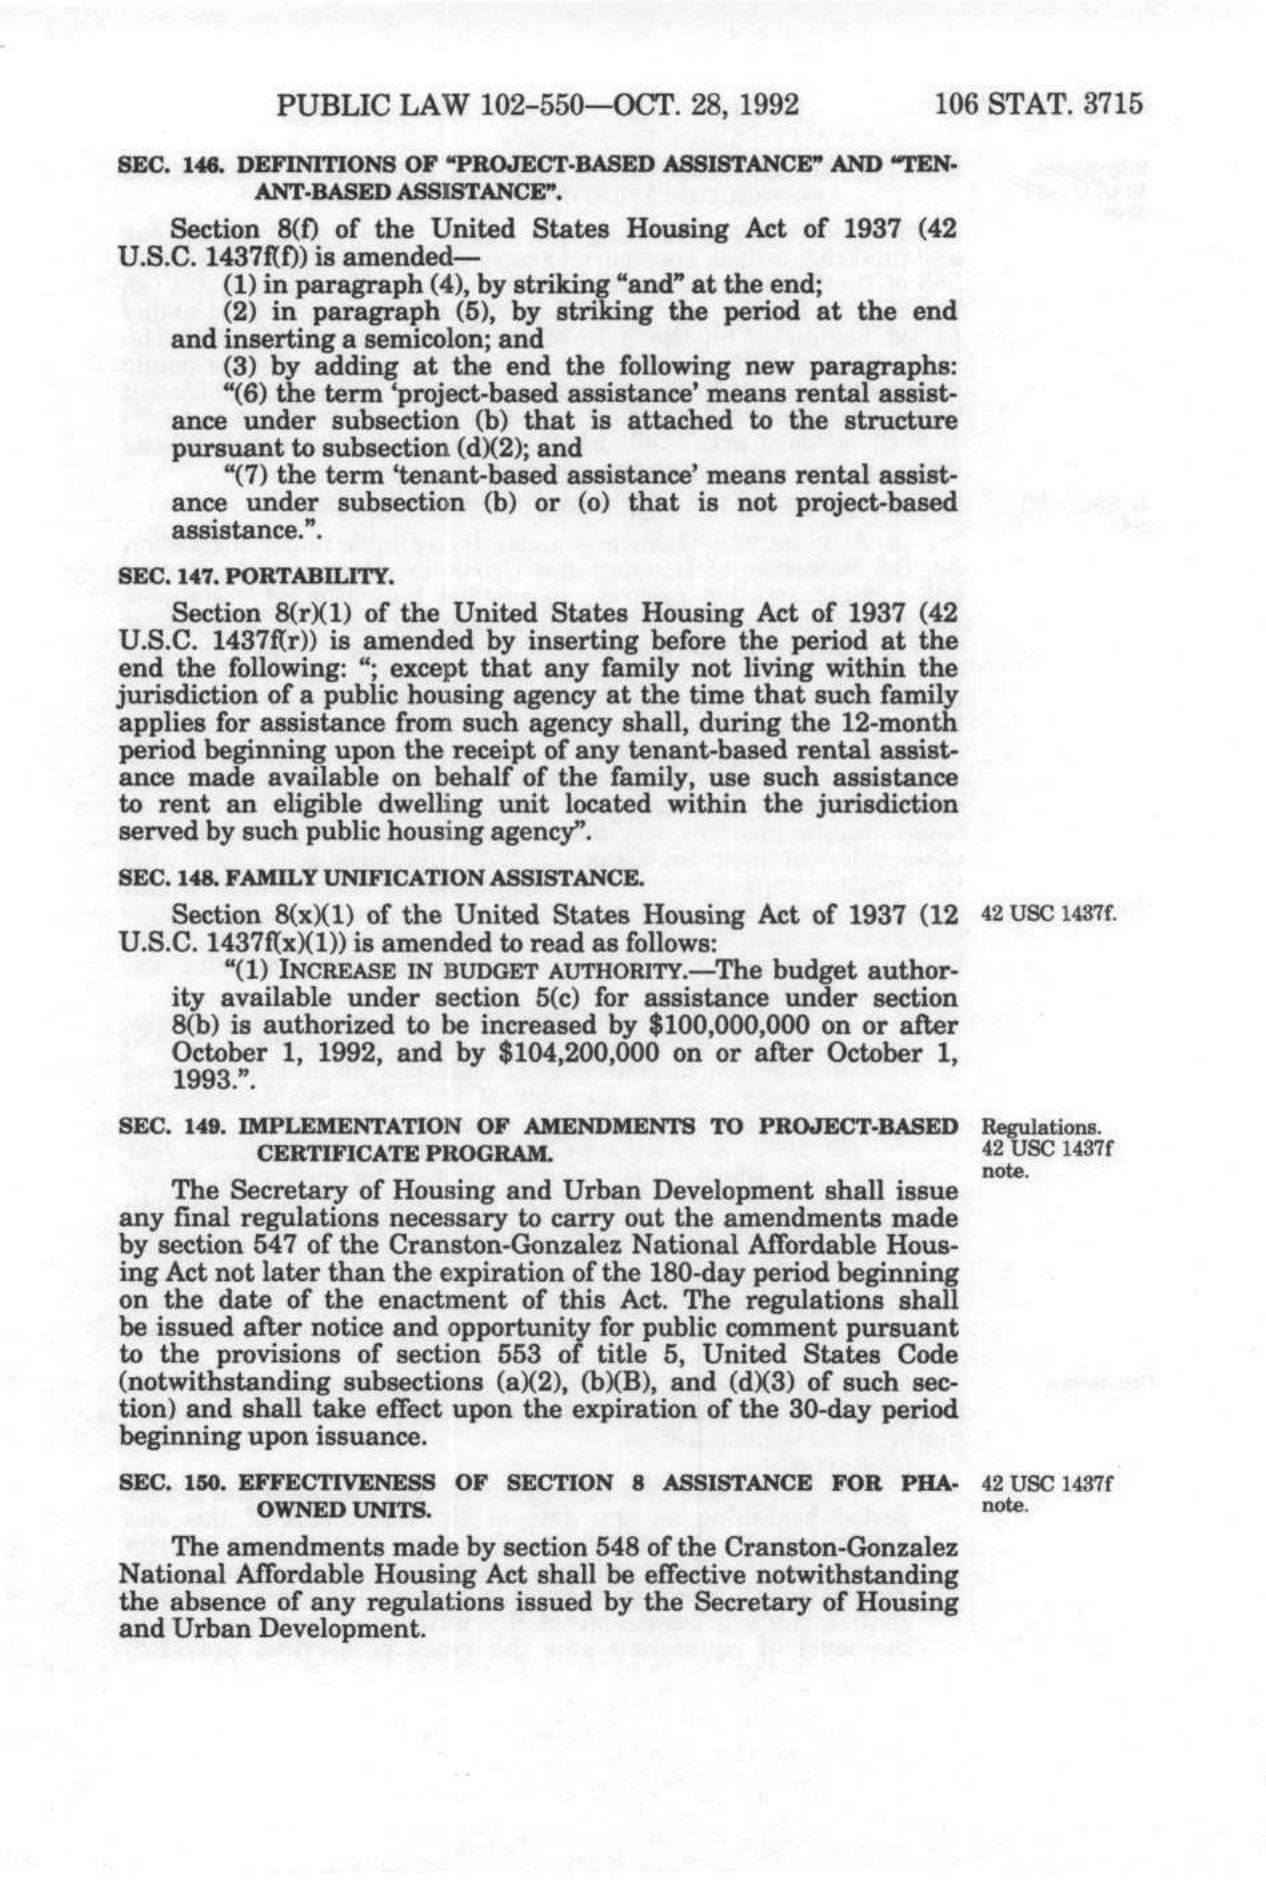 PUBLIC LAW 102–550—OCT. 28, 1992 106 STAT. 3715
SEC. 146. DEFINITIONS OF “PROJECT-BASED ASSISTANCE” AND “TEN-
ANT-BASED ASSISTANCE”.
Section 8(f) of the United States Housing Act of 1937 (42
U.S.C. 1437f(f)) is amended—
(1) in paragraph (4), by striking “and” at the end;
(2) in paragraph (5), by striking the period at the end
and inserting a semicolon; and
(3) by adding at the end the following new paragraphs:
“(6) the term ‘project-based assistance’ means rental assist-
ance under subsection (b) that is attached to the structure
pursuant to subsection (d)(2); and
“(7) the term ‘tenant-based assistance’ means rental assist-
ance under subsection (b) or (o) that is not project-based
assistance.”.
SEC. 147. PORTABILITY.
Section 8(r)(1) of the United States Housing Act of 1937 (42
U.S.C. 1437f(r)) is amended by inserting before the period at the
end the following: “; except that any family not living within the
jurisdiction of a public housing agency at the time that such family
applies for assistance from such agency shall, during the 12-month
period beginning upon the receipt of any tenant-based rental assist-
ance made available on behalf of the family, use such assistance
to rent an eligible dwelling unit located within the jurisdiction
served by such public housing agency”.
SEC. 148. FAMILY UNIFICATION ASSISTANCE.
Section 8(x)(1) of the United States Housing Act of 1937 (12 42 USC 1437f.
U.S.C. 1437f(x)(1)) is amended to read as follows:
“(1) INCREASE IN BUDGET AUTHORITY.—The budget author-
ity available under section 5(c) for assistance under section
8(b) is authorized to be increased by $100,000,000 on or after
October 1, 1992, and by $104,200,000 on or after October 1,
1993.”.
SEC. 149. IMPLEMENTATION OF AMENDMENTS TO PROJECT-BASED Regulations.
CERTIFICATE PROGRAM. 42 USC 1437f
note.
The Secretary of Housing and Urban Development shall issue
any final regulations necessary to carry out the amendments made
by section 547 of the Cranston-Gonzalez National Affordable Hous-
ing Act not later than the expiration of the 180-day period beginning
on the date of the enactment of this Act. The regulations shall
be issued after notice and opportunity for public comment pursuant
to the provisions of section 553 of title 5, United States Code
(notwithstanding subsections (a)(2), (b)(B), and (d)(3) of such sec-
tion) and shall take effect upon the expiration of the 30-day period
beginning upon issuance.
SEC. 150. EFFECTIVENESS OF SECTION 8 ASSISTANCE FOR PHA- 42 USC 1437f
OWNED UNITS. note.
The amendments made by section 548 of the Cranston-Gonzalez
National Affordable Housing Act shall be effective notwithstanding
the absence of any regulations issued by the Secretary of Housing
and Urban Development.